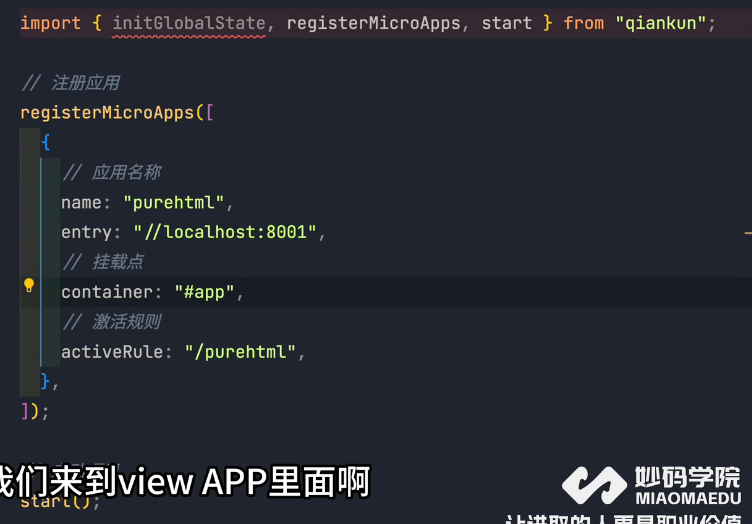 import { initGlobalState, registerMicroApps, start } from "qiankun";
// 注册应用
registerMicroApps([
{
// 应用名称
name: "purehtml",
entry: "//localhost:8001",
// 挂载点
container: "#app",
// 激活规则
activeRule: "/purehtml",
},
]);
我们来到view APP里面啊
start();
妙码学院
MIAOMAEDU
让进取的人更具职业价值